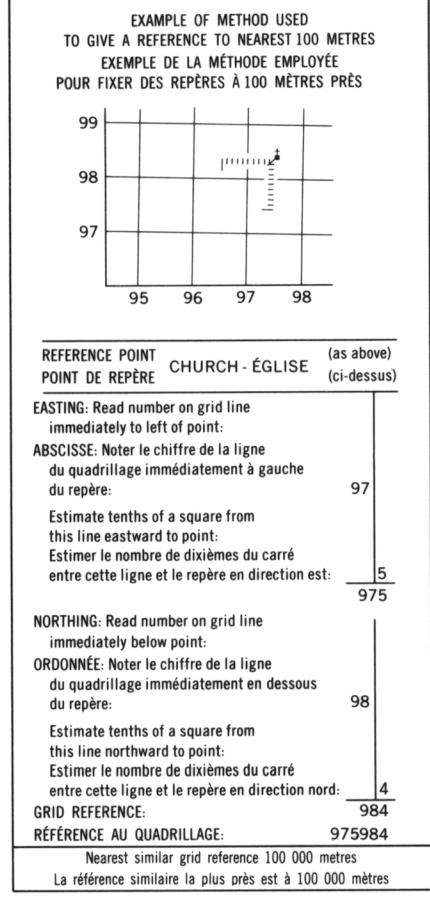 EXAMPLE OF METHOD USED
TO GIVE A REFERENCE TO NEAREST 100 METRES
EXEMPLE DE LA MÉTHODE EMPLOYÉE
POUR FIXER DES REPÈRES À 100 MÈTRES PRÈS
99
98
97
95 96 97 98
REFERENCE POINT
POINT DE REPÈRE
CHURCH - ÉGLISE
(as above)
(ci-dessus)
EASTING: Read number on grid line
immediately to left of point:
ABSCISSE: Noter le chiffre de la ligne
du quadrillage immédiatement à gauche
du repère: 97
Estimate tenths of a square from
this line eastward to point:
Estimer le nombre de dixièmes du carré
entre cette ligne et le repère en direction est: 5
975
NORTHING: Read number on grid line
immediately below point:
ORDONNÉE: Noter le chiffre de la ligne
du quadrillage immédiatement en dessous
du repère: 98
Estimate tenths of a square from
this line northward to point:
Estimer le nombre de dixièmes du carré
entre cette ligne et le repère en direction nord: 4
GRID REFERENCE: 984
RÉFÉRENCE AU QUADRILLAGE: 975984
Nearest similar grid reference 100 000 metres
La référence similaire la plus près est à 100 000 mètres